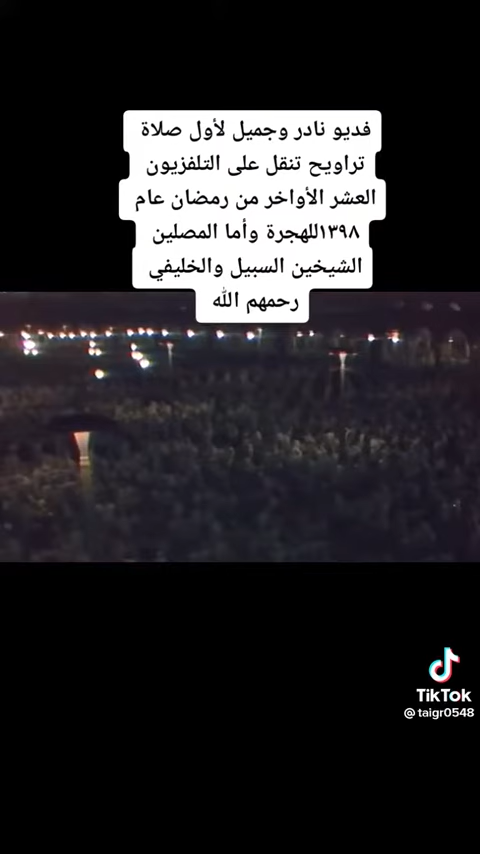 فديو نادر وجميل لأول صلاة
تراويح تنقل على التلفزيون
العشر الأواخر من رمضان عام
١٣٩٨للهجرة وأما المصلين
الشيخين السبيل والخليفي
رحمهم الله
TikTok
@taigr0548